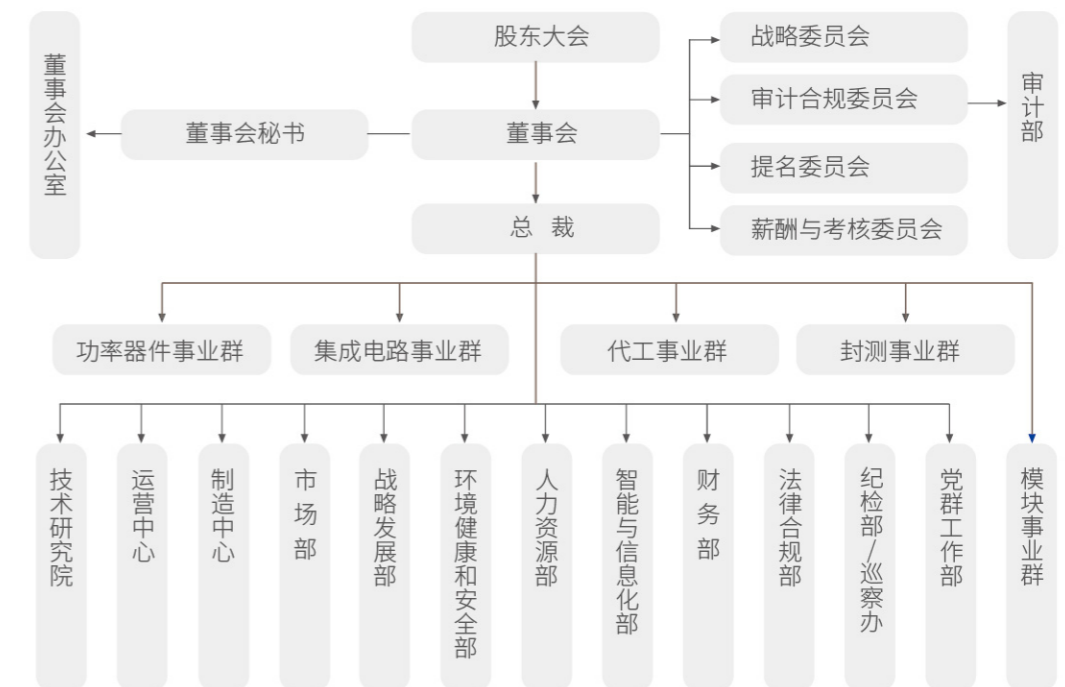 股东大会
战略委员会
董事会办公室
审计合规委员会
审计部
董事会秘书
董事会
提名委员会
总 裁
薪酬与考核委员会
功率器件事业群
集成电路事业群
代工事业群
封测事业群
技术研究院
运营中心
制造中心
市场部
战略发展部
环境健康和安全部
人力资源部
智能与信息化部
财务部
法律合规部
纪检部/巡察办
党群工作部
模块事业群